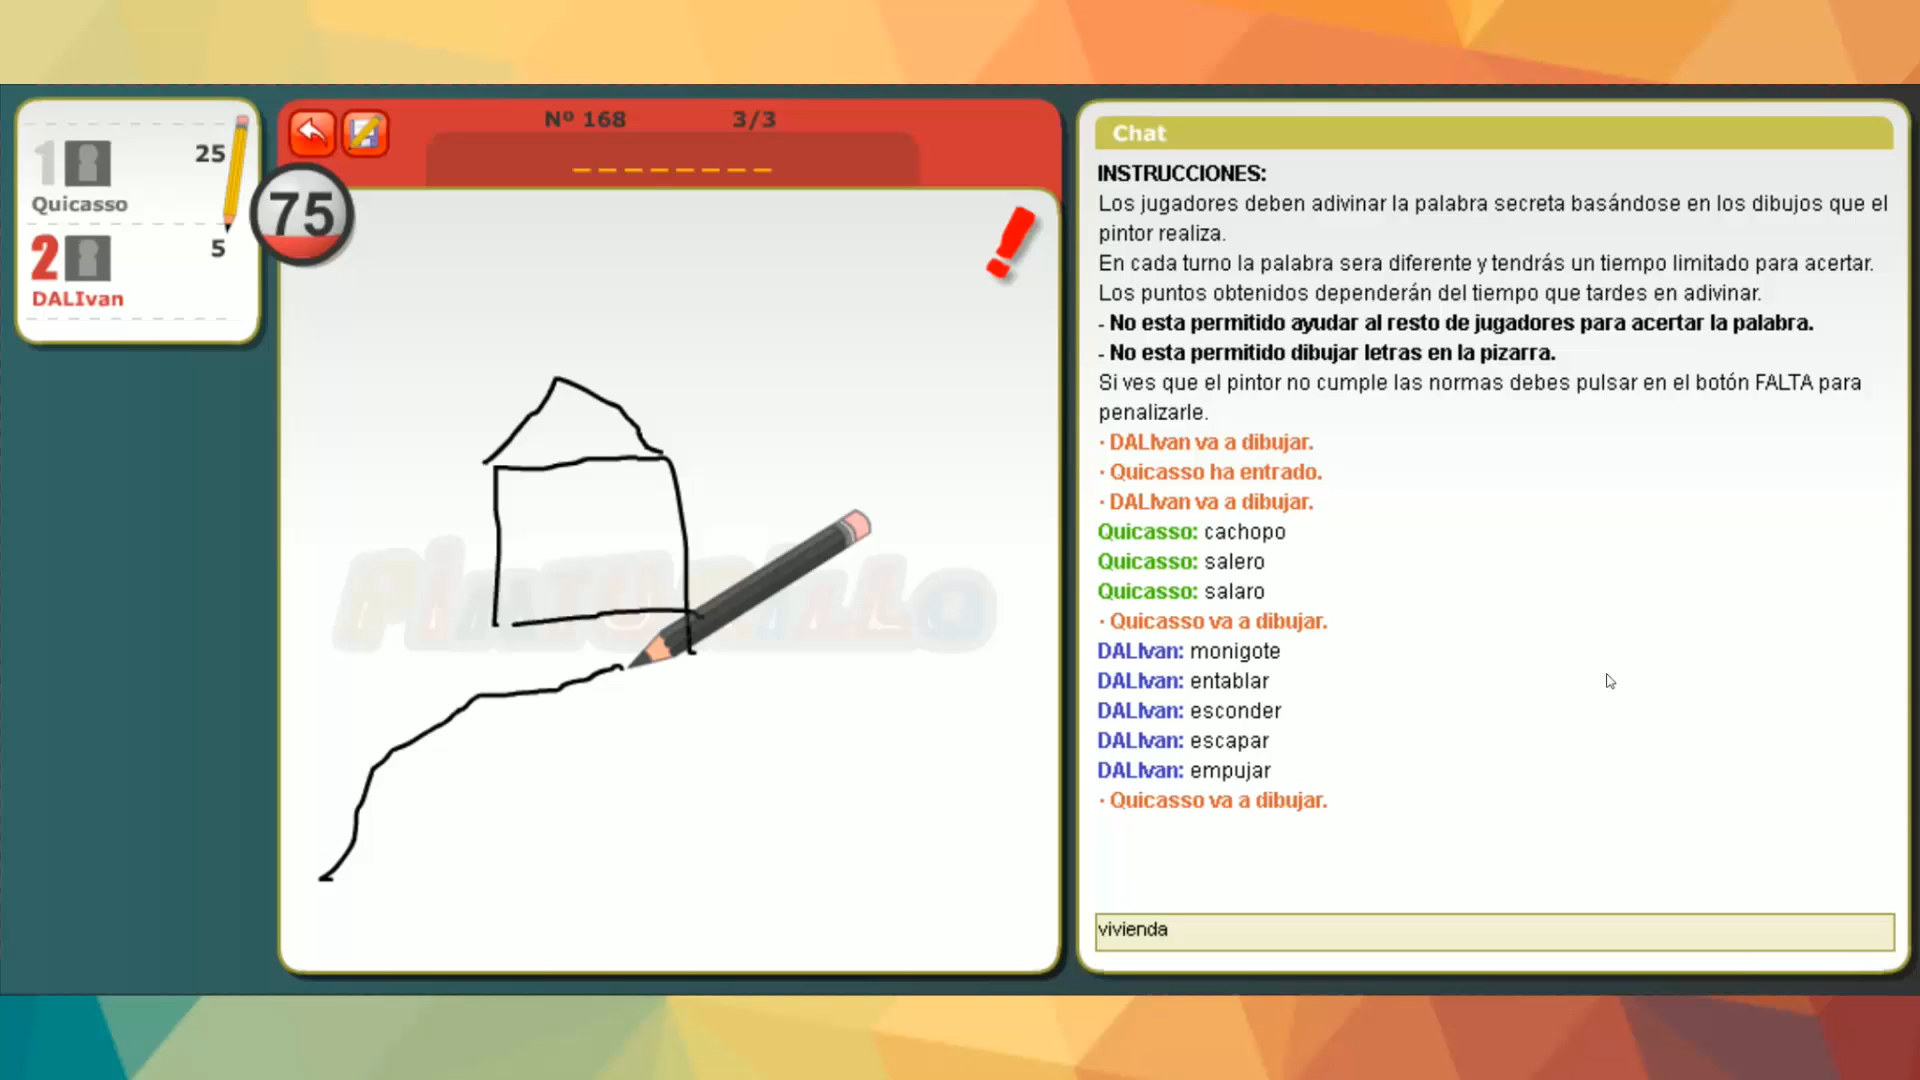 1
25
Quicasso
2
5
DALIvan
75
Nº 168
3/3
_ _ _ _ _ _ _ _
Pinturillo
Chat
INSTRUCCIONES:
Los jugadores deben adivinar la palabra secreta basándose en los dibujos que el
pintor realiza.
En cada turno la palabra sera diferente y tendrás un tiempo limitado para acertar.
Los puntos obtenidos dependerán del tiempo que tardes en adivinar.
- No esta permitido ayudar al resto de jugadores para acertar la palabra.
- No esta permitido dibujar letras en la pizarra.
Si ves que el pintor no cumple las normas debes pulsar en el botón FALTA para
penalizarle.
· DALIvan va a dibujar.
· Quicasso ha entrado.
· DALIvan va a dibujar.
Quicasso: cachopo
Quicasso: salero
Quicasso: salaro
· Quicasso va a dibujar.
DALIvan: monigote
DALIvan: entablar
DALIvan: esconder
DALIvan: escapar
DALIvan: empujar
· Quicasso va a dibujar.
vivienda